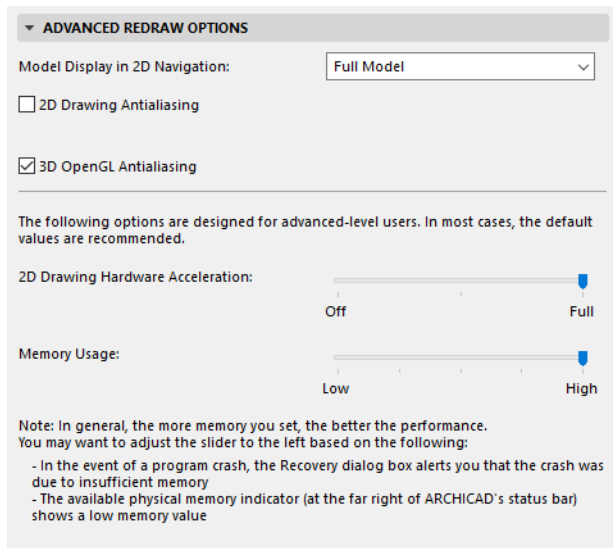 ADVANCED REDRAW OPTIONS
Model Display in 2D Navigation:
Full Model
2D Drawing Antialiasing
3D OpenGL Antialiasing
The following options are designed for advanced-level users. In most cases, the default
values are recommended.
2D Drawing Hardware Acceleration:
Off
Full
Memory Usage:
Low
High
Note: In general, the more memory you set, the better the performance.
You may want to adjust the slider to the left based on the following:
- In the event of a program crash, the Recovery dialog box alerts you that the crash was
due to insufficient memory
- The available physical memory indicator (at the far right of ARCHICAD's status bar)
shows a low memory value